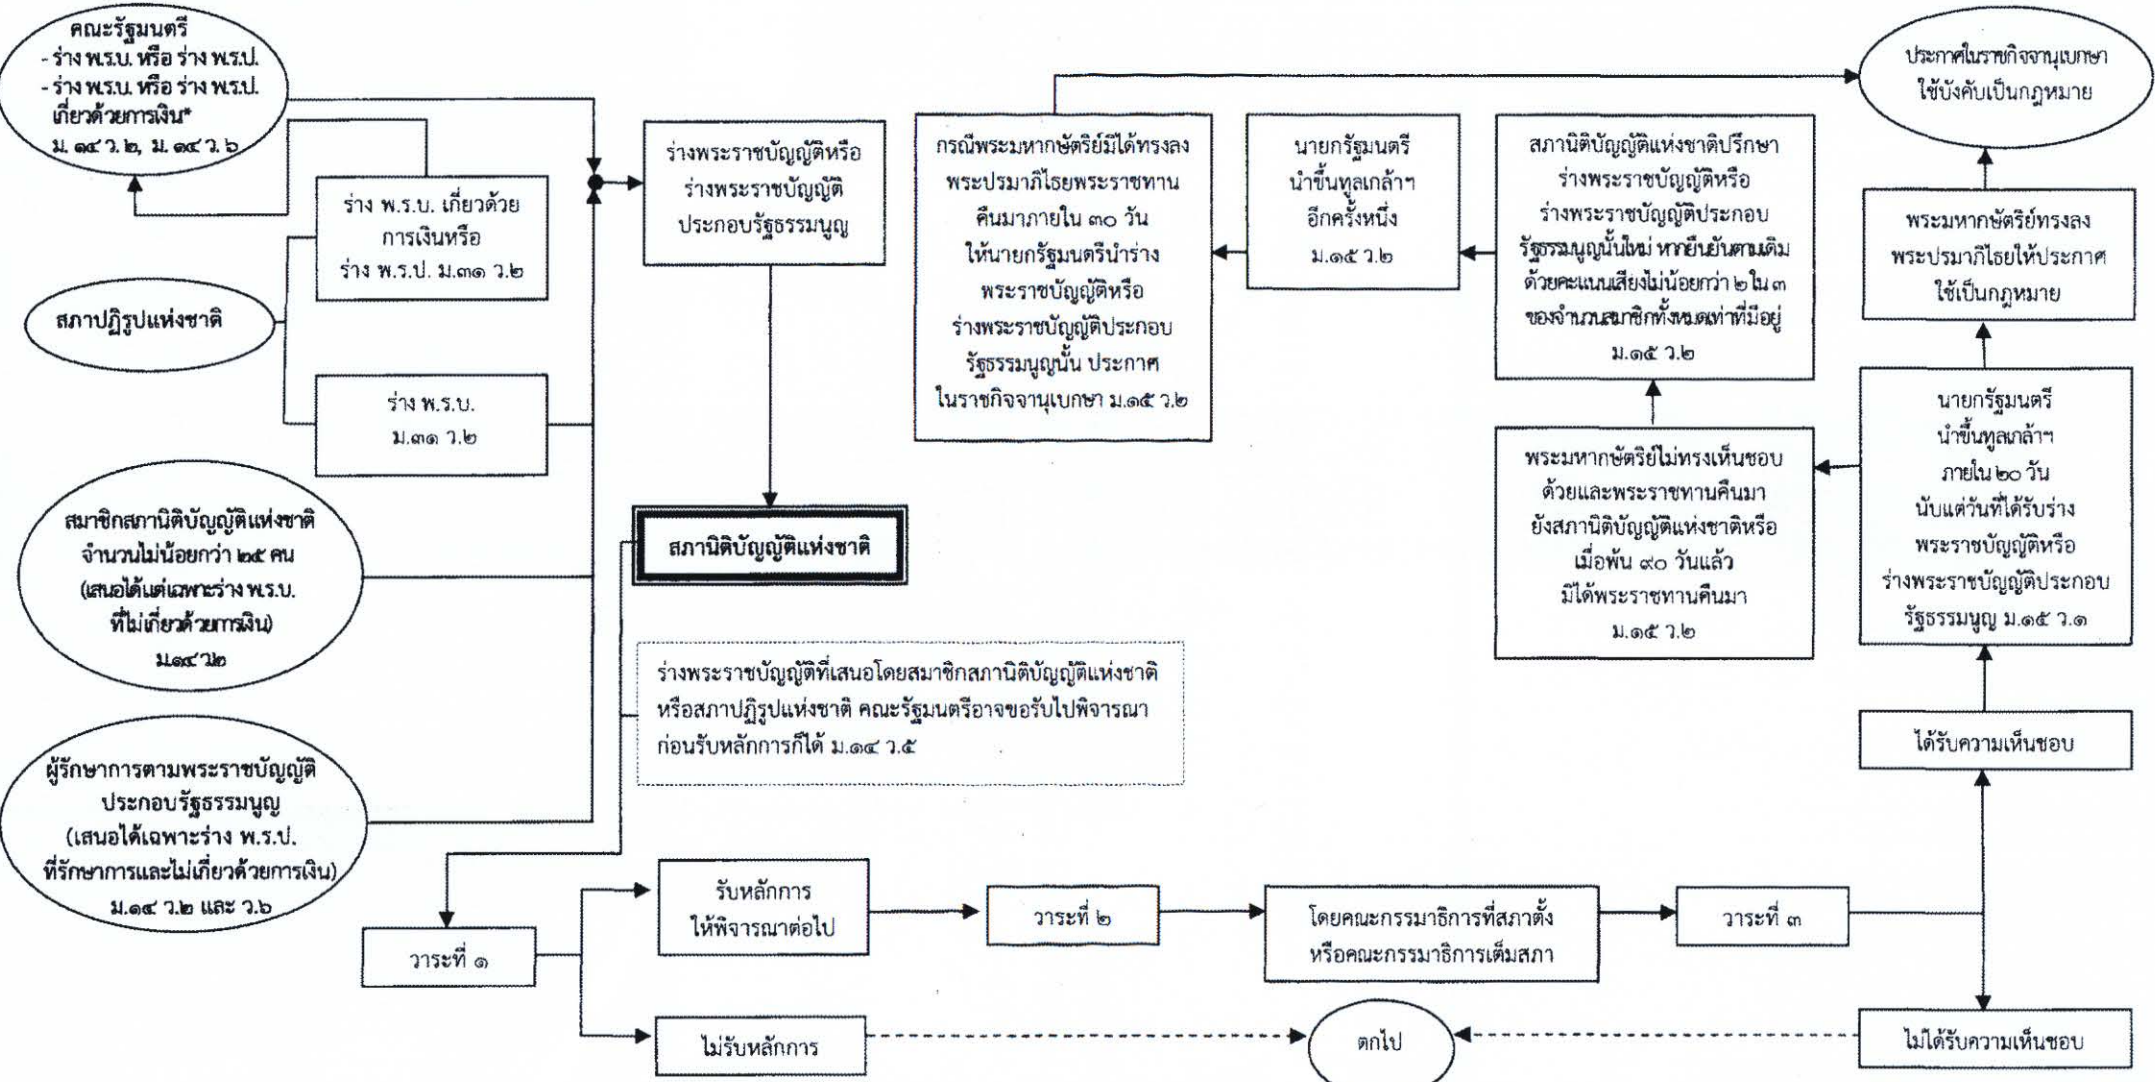 คณะรัฐมนตรี
- ร่าง พ.ร.บ. หรือ ร่าง พ.ร.ป.
- ร่าง พ.ร.บ. หรือ ร่าง พ.ร.ป.
เกี่ยวด้วยการเงิน*
ม. ๑๔ ว. ๒, ม. ๑๔ ว. ๖
ร่าง พ.ร.บ. เกี่ยวด้วย
การเงินหรือ
ร่าง พ.ร.ป. ม.๓๑ ว.๒
สภาปฏิรูปแห่งชาติ
ร่าง พ.ร.บ.
ม.๓๑ ว.๒
สมาชิกสภานิติบัญญัติแห่งชาติ
จำนวนไม่น้อยกว่า ๒๕ คน
(เสนอได้แต่เฉพาะร่าง พ.ร.บ.
ที่ไม่เกี่ยวด้วยการเงิน)
ม.๑๔ ว๒
ผู้รักษาการตามพระราชบัญญัติ
ประกอบรัฐธรรมนูญ
(เสนอได้เฉพาะร่าง พ.ร.ป.
ที่รักษาการและไม่เกี่ยวด้วยการเงิน)
ม.๑๔ ว.๒ และ ว.๖
ร่างพระราชบัญญัติหรือ
ร่างพระราชบัญญัติ
ประกอบรัฐธรรมนูญ
สภานิติบัญญัติแห่งชาติ
ร่างพระราชบัญญัติที่เสนอโดยสมาชิกสภานิติบัญญัติแห่งชาติ
หรือสภาปฏิรูปแห่งชาติ คณะรัฐมนตรีอาจขอรับไปพิจารณา
ก่อนรับหลักการก็ได้ ม.๑๔ ว.๕
วาระที่ ๑
รับหลักการ
ให้พิจารณาต่อไป
ไม่รับหลักการ
วาระที่ ๒
โดยคณะกรรมาธิการที่สภาตั้ง
หรือคณะกรรมาธิการเต็มสภา
วาระที่ ๓
ตกไป
ได้รับความเห็นชอบ
ไม่ได้รับความเห็นชอบ
นายกรัฐมนตรี
นำขึ้นทูลเกล้าฯ
ภายใน ๒๐ วัน
นับแต่วันที่ได้รับร่าง
พระราชบัญญัติหรือ
ร่างพระราชบัญญัติประกอบ
รัฐธรรมนูญ ม.๑๕ ว.๑
พระมหากษัตริย์ทรงลง
พระปรมาภิไธยให้ประกาศ
ใช้เป็นกฎหมาย
ประกาศในราชกิจจานุเบกษา
ใช้บังคับเป็นกฎหมาย
พระมหากษัตริย์ไม่ทรงเห็นชอบ
ด้วยและพระราชทานคืนมา
ยังสภานิติบัญญัติแห่งชาติหรือ
เมื่อพ้น ๙๐ วันแล้ว
มิได้พระราชทานคืนมา
ม.๑๕ ว.๒
สภานิติบัญญัติแห่งชาติปรึกษา
ร่างพระราชบัญญัติหรือ
ร่างพระราชบัญญัติประกอบ
รัฐธรรมนูญนั้นใหม่ หากยืนยันตามเดิม
ด้วยคะแนนเสียงไม่น้อยกว่า ๒ ใน ๓
ของจำนวนสมาชิกทั้งหมดเท่าที่มีอยู่
ม.๑๕ ว.๒
นายกรัฐมนตรี
นำขึ้นทูลเกล้าฯ
อีกครั้งหนึ่ง
ม.๑๕ ว.๒
กรณีพระมหากษัตริย์มิได้ทรงลง
พระปรมาภิไธยพระราชทาน
คืนมาภายใน ๓๐ วัน
ให้นายกรัฐมนตรีนำร่าง
พระราชบัญญัติหรือ
ร่างพระราชบัญญัติประกอบ
รัฐธรรมนูญนั้น ประกาศ
ในราชกิจจานุเบกษา ม.๑๕ ว.๒